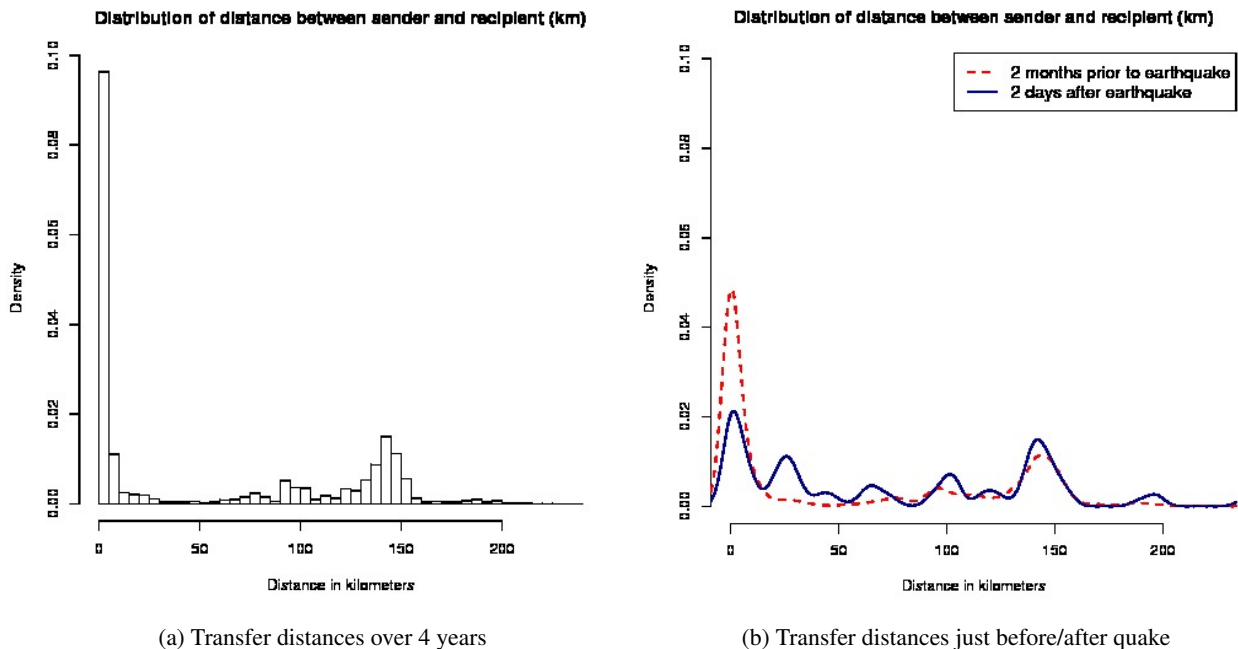 Distribution of distance between sender and recipient (km)
0.10
0.08
0.06
0.04
0.02
0.00
Density
0 50 100 150 200
Distance in kilometers
(a) Transfer distances over 4 years
Distribution of distance between sender and recipient (km)
2 months prior to earthquake
2 days after earthquake
0.10
0.08
0.06
0.04
0.02
0.00
Density
0 50 100 150 200
Distance in kilometers
(b) Transfer distances just before/after quake